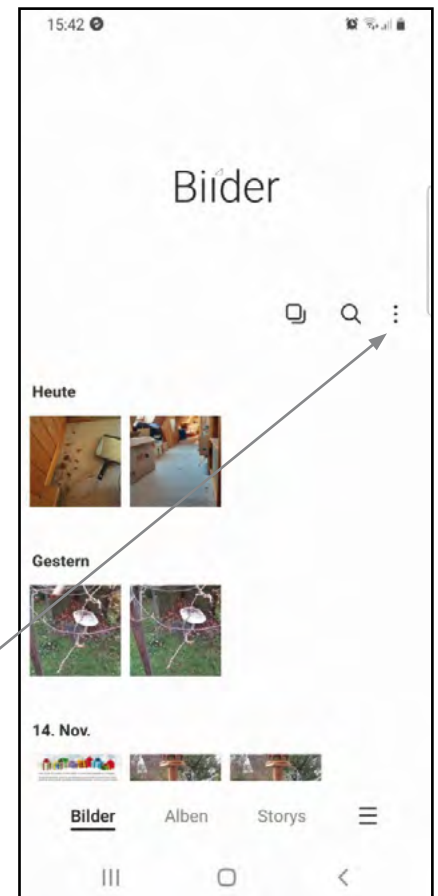 15:42
Bilder
Heute
Gestern
14. Nov.
Bilder Alben Storys